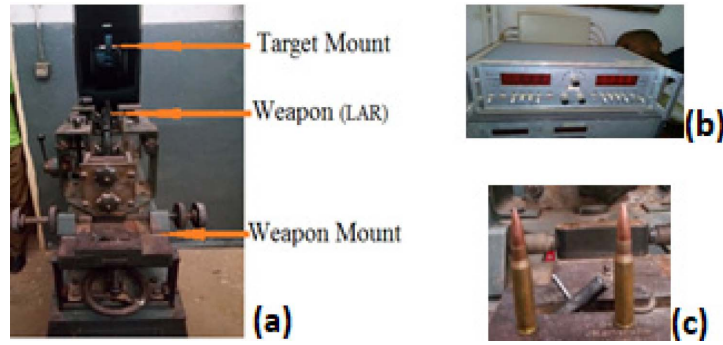 Target Mount
Weapon (LAR)
Weapon Mount
(a)
(b)
(c)